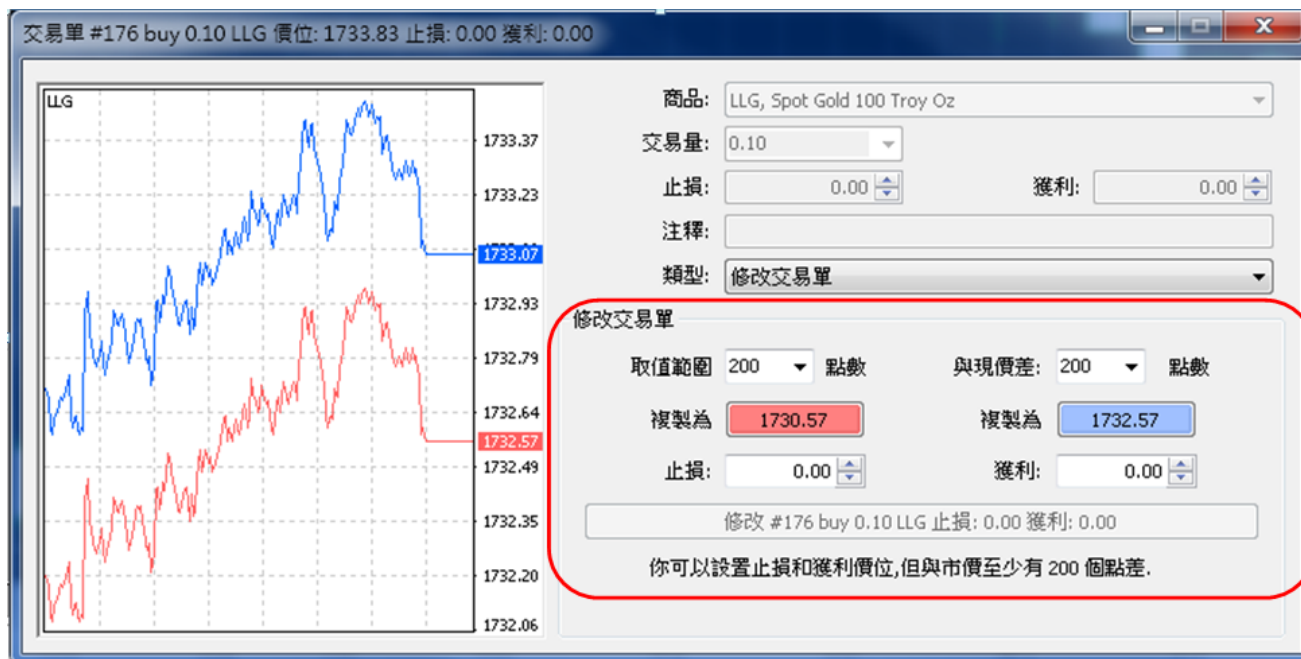 交易單 #176 buy 0.10 LLG 價位: 1733.83 止損: 0.00 獲利: 0.00
LLG
1733.37
1733.23
1733.07
1732.93
1732.79
1732.64
1732.57
1732.49
1732.35
1732.20
1732.06
商品: LLG, Spot Gold 100 Troy Oz
交易量: 0.10
止損: 0.00 獲利: 0.00
注釋:
類型: 修改交易單
修改交易單
取值範圍 200 點數 與現價差: 200 點數
複製為 1730.57 複製為 1732.57
止損: 0.00 獲利: 0.00
修改 #176 buy 0.10 LLG 止損: 0.00 獲利: 0.00
你可以設置止損和獲利價位,但與市價至少有 200 個點差.